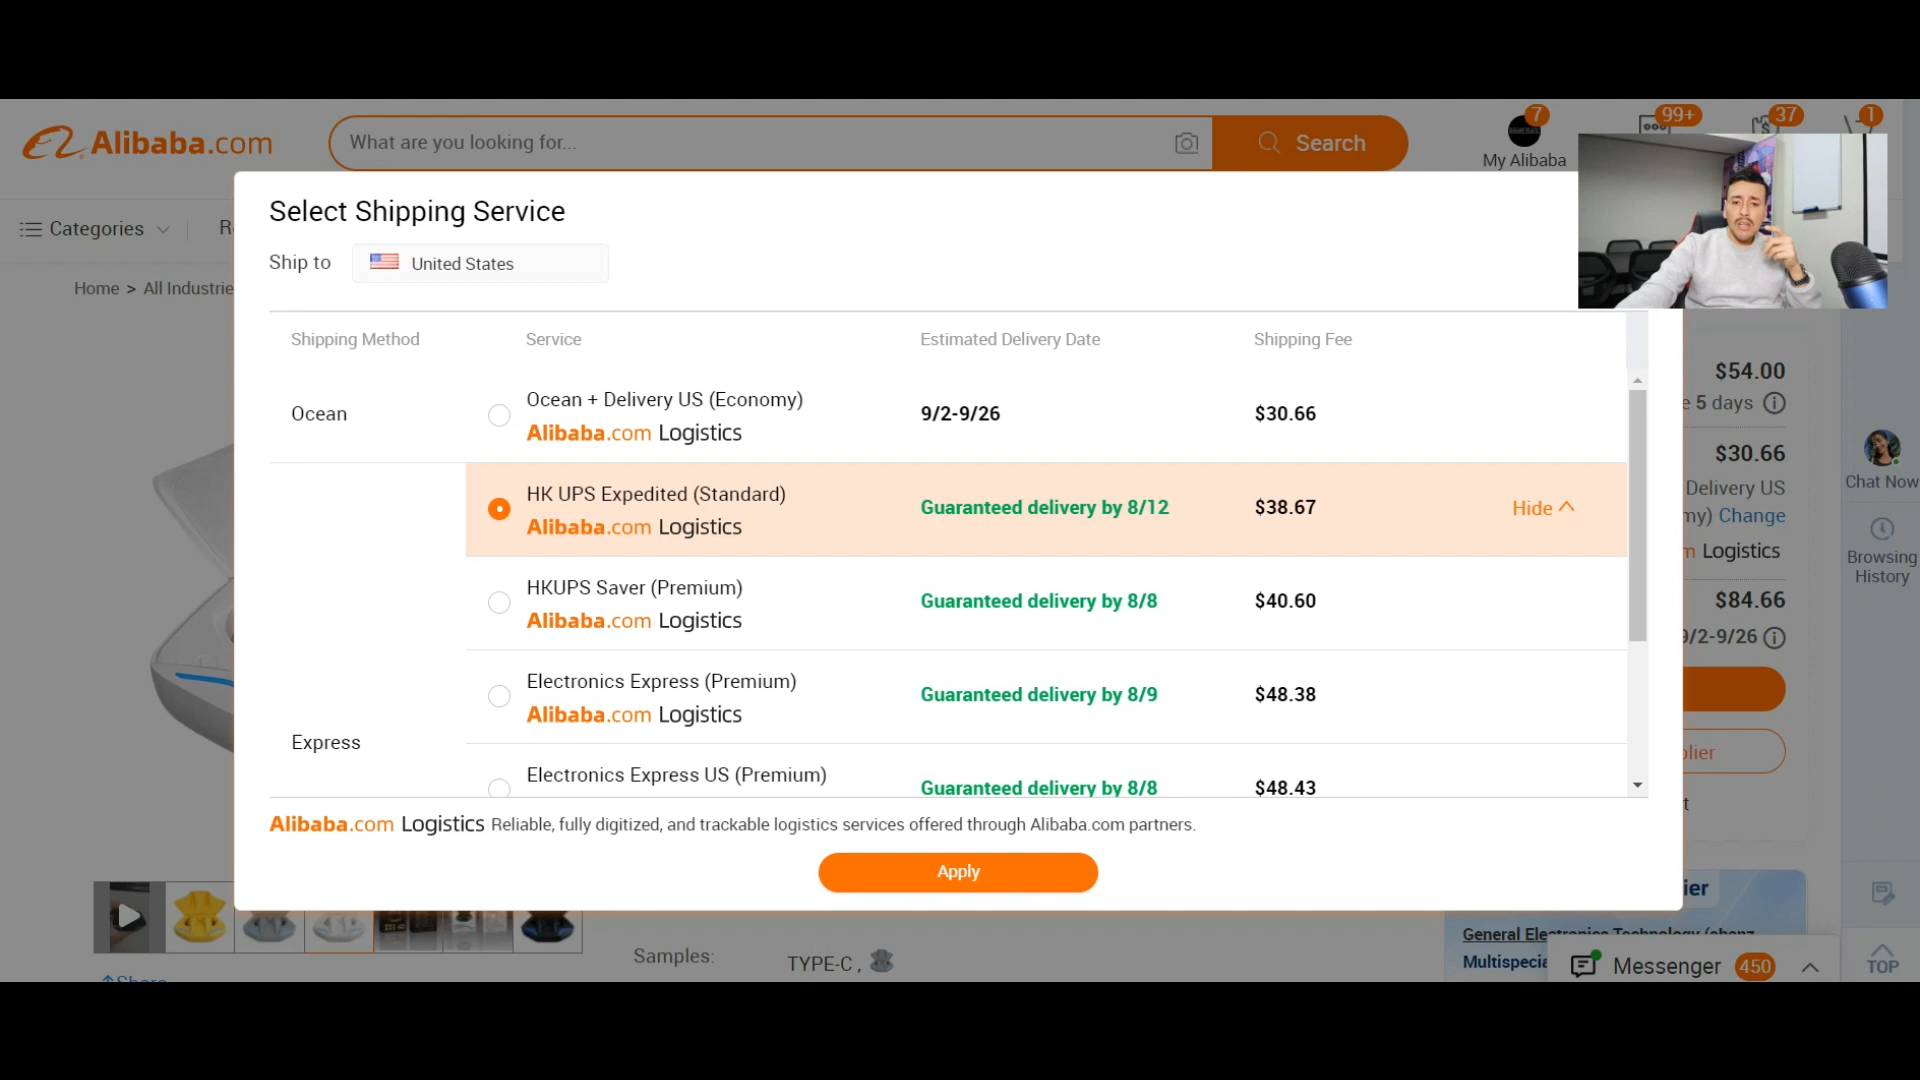 Alibaba.com
What are you looking for...
Search
7
My Alibaba
99+
37
1
Categories
Home > All Industrie
Select Shipping Service
Ship to
United States
Shipping Method
Service
Estimated Delivery Date
Shipping Fee
Ocean
Ocean + Delivery US (Economy)
Alibaba.com Logistics
9/2-9/26
$30.66
HK UPS Expedited (Standard)
Alibaba.com Logistics
Guaranteed delivery by 8/12
$38.67
Hide
HKUPS Saver (Premium)
Alibaba.com Logistics
Guaranteed delivery by 8/8
$40.60
Electronics Express (Premium)
Alibaba.com Logistics
Guaranteed delivery by 8/9
$48.38
Express
Electronics Express US (Premium)
Guaranteed delivery by 8/8
$48.43
Alibaba.com Logistics Reliable, fully digitized, and trackable logistics services offered through Alibaba.com partners.
Apply
$54.00
5 days
$30.66
Delivery US
Change
Logistics
$84.66
9/2-9/26
Chat Now
Browsing
History
Samples:
TYPE-C ,
General
Messenger
450
TOP